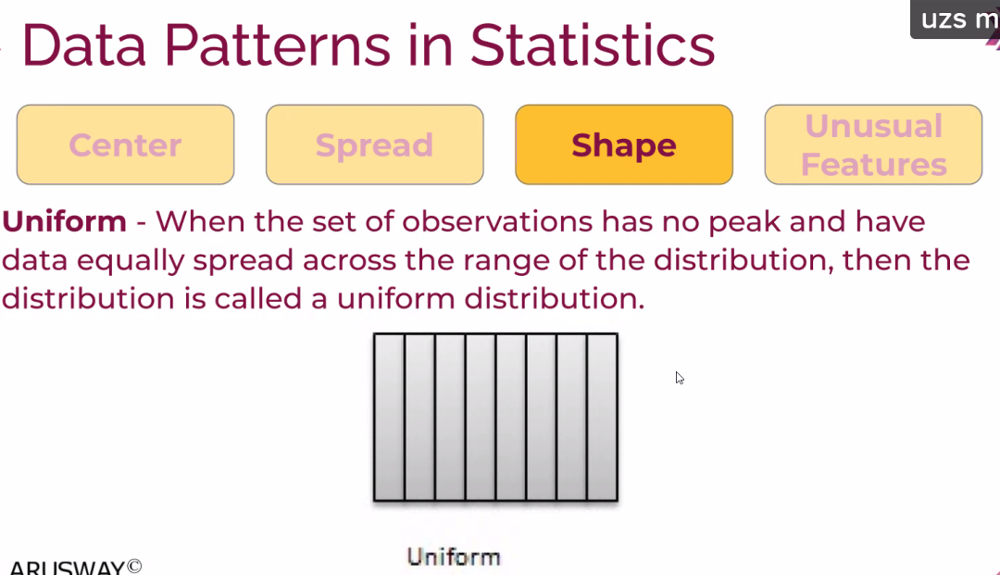 uzs m
Data Patterns in Statistics
Center
Spread
Shape
Unusual
Features
Uniform - When the set of observations has no peak and have
data equally spread across the range of the distribution, then the
distribution is called a uniform distribution.
Uniform
ARUSWAY©